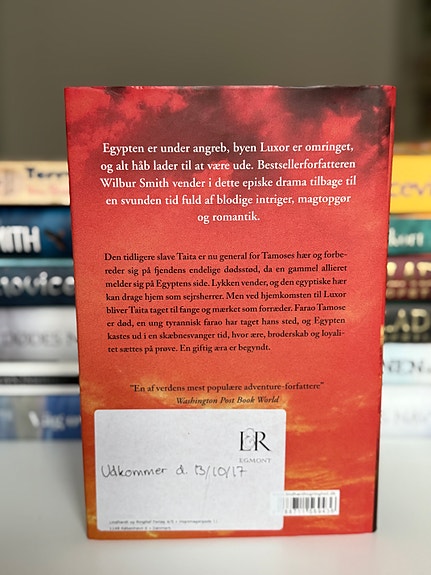 Egypten er under angreb, byen Luxor er omringet,
og alt håb lader til at være ude. Bestsellerforfatteren
Wilbur Smith vender i dette episke drama tilbage til
en svunden tid fuld af blodige intriger, magtopgør
og romantik.
Den tidligere slave Taita er nu general for Tamoses hær og forbe-
reder sig på fjendens endelige dødsstød, da en gammel allieret
melder sig på Egyptens side. Lykken vender, og den egyptiske hær
kan drage hjem som sejrsherrer. Men ved hjemkomsten til Luxor
bliver Taita taget til fange og mærket som forræder. Farao Tamose
er død, en ung tyrannisk farao har taget hans sted, og Egypten
kastes ud i en skæbnesvanger tid, hvor ære, broderskab og loyali-
tet sættes på prøve. En giftig æra er begyndt.
"En af verdens mest populære adventure-forfattere"
Washington Post Book World
L&R
EGMONT
Udkommer d. 13/10/17